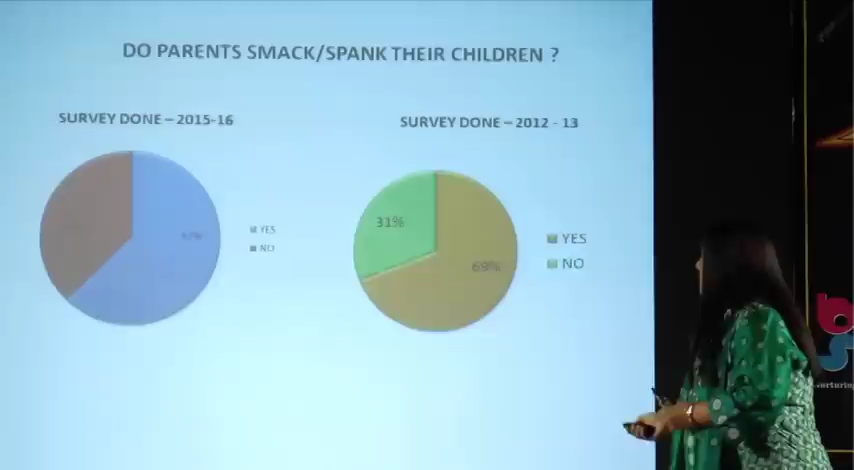 DO PARENTS SMACK/SPANK THEIR CHILDREN ?
SURVEY DONE – 2015-16
SURVEY DONE – 2012 - 13
YES
NO
31%
69%
YES
NO